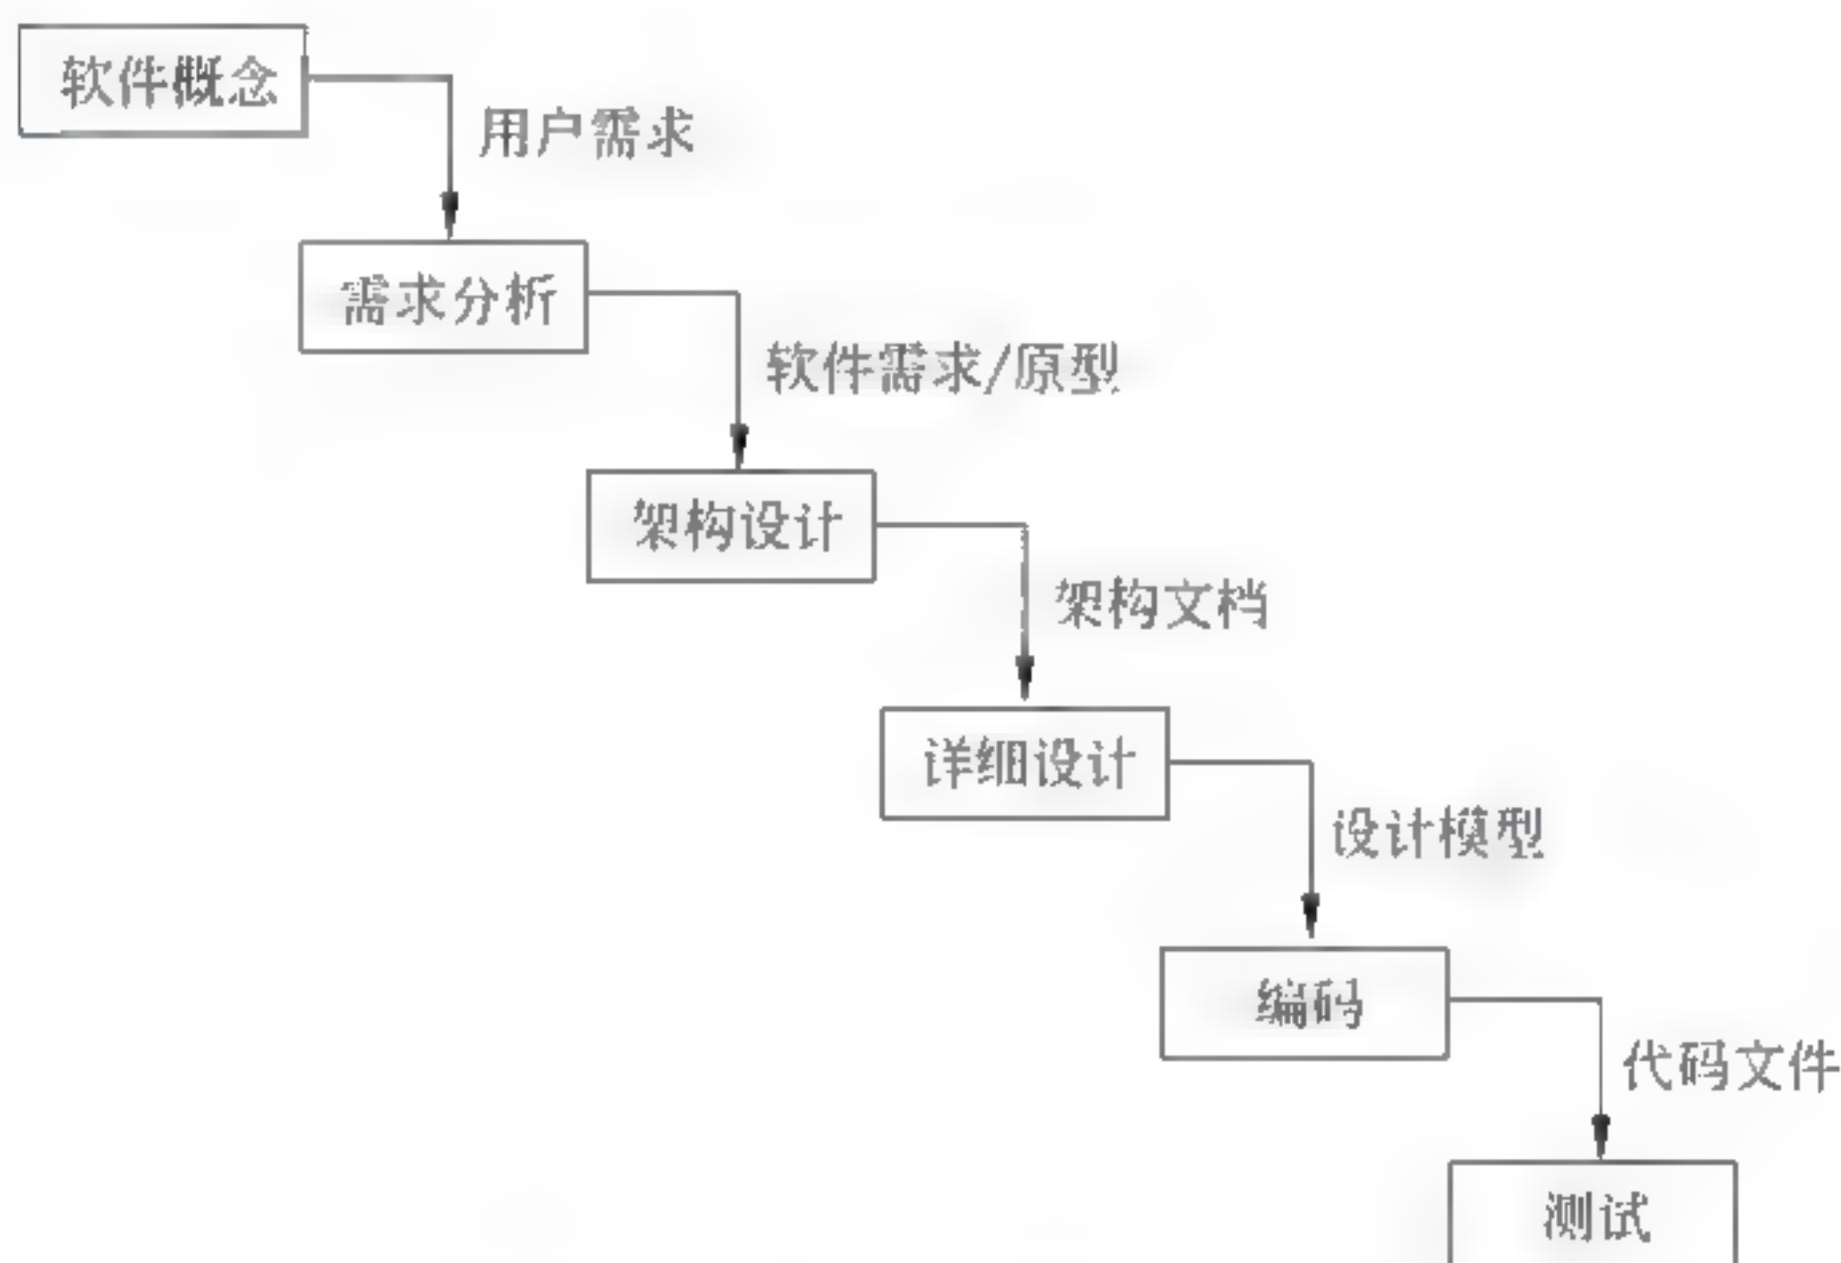 软件概念
用户需求
需求分析
软件需求/原型
架构设计
架构文档
详细设计
设计模型
编码
代码文件
测试